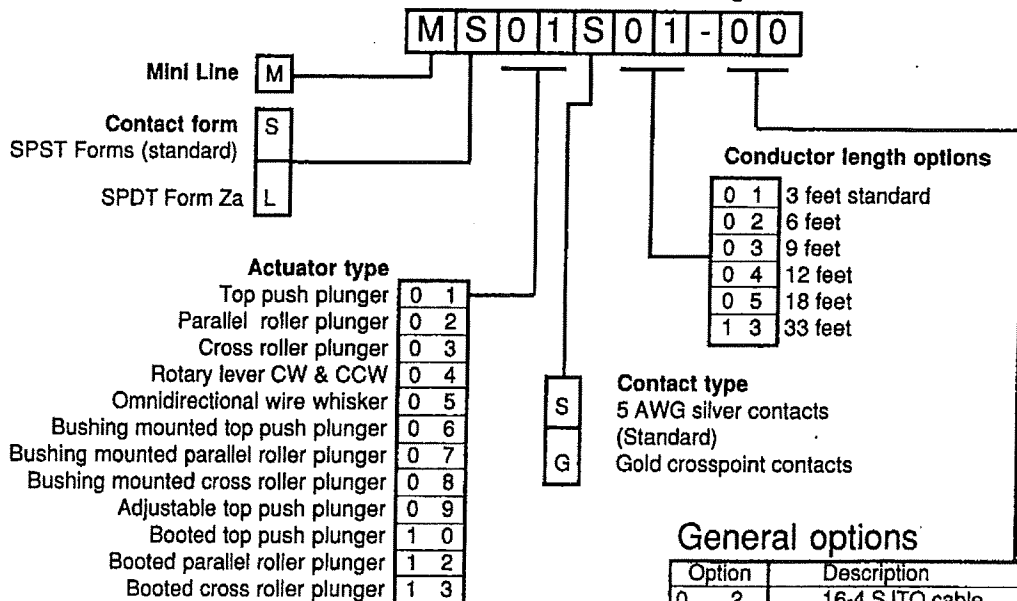 M S 0 1 S 0 1 - 0 0
Mini Line M
Contact form S
SPST Forms (standard)
SPDT Form Za L
Conductor length options
0 1 3 feet standard
0 2 6 feet
0 3 9 feet
0 4 12 feet
0 5 18 feet
1 3 33 feet
Actuator type
Top push plunger 0 1
Parallel roller plunger 0 2
Cross roller plunger 0 3
Rotary lever CW & CCW 0 4
Omnidirectional wire whisker 0 5
Bushing mounted top push plunger 0 6
Bushing mounted parallel roller plunger 0 7
Bushing mounted cross roller plunger 0 8
Adjustable top push plunger 0 9
Booted top push plunger 1 0
Booted parallel roller plunger 1 2
Booted cross roller plunger 1 3
Contact type
S 5 AWG silver contacts
(Standard)
G Gold crosspoint contacts
General options
Option Description
0 2 16-4 SJTO cable